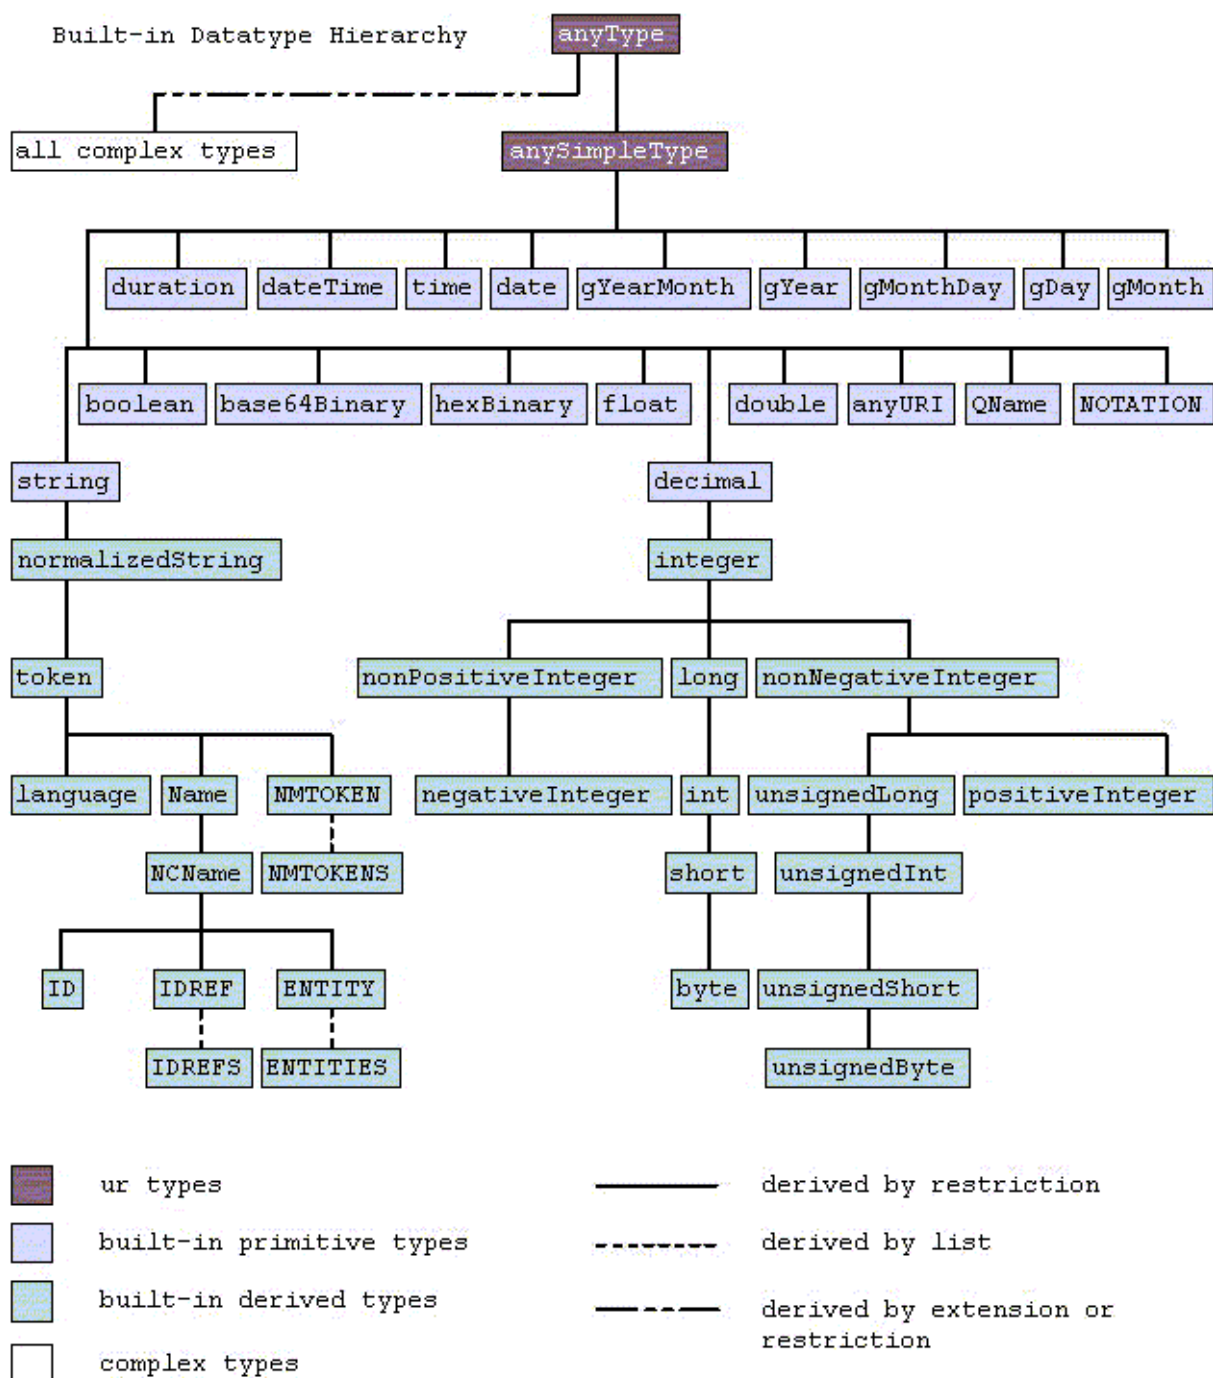 Built-in Datatype Hierarchy
anyType
all complex types
anySimpleType
duration dateTime time date gYearMonth gYear gMonthDay gDay gMonth
boolean base64Binary hexBinary float double anyURI QName NOTATION
string decimal
normalizedString integer
token nonPositiveInteger long nonNegativeInteger
language Name NMTOKEN negativeInteger int unsignedLong positiveInteger
NCName NMTOKENS short unsignedInt
ID IDREF ENTITY byte unsignedShort
IDREFS ENTITIES unsignedByte
ur types derived by restriction
built-in primitive types derived by list
built-in derived types derived by extension or
restriction
complex types